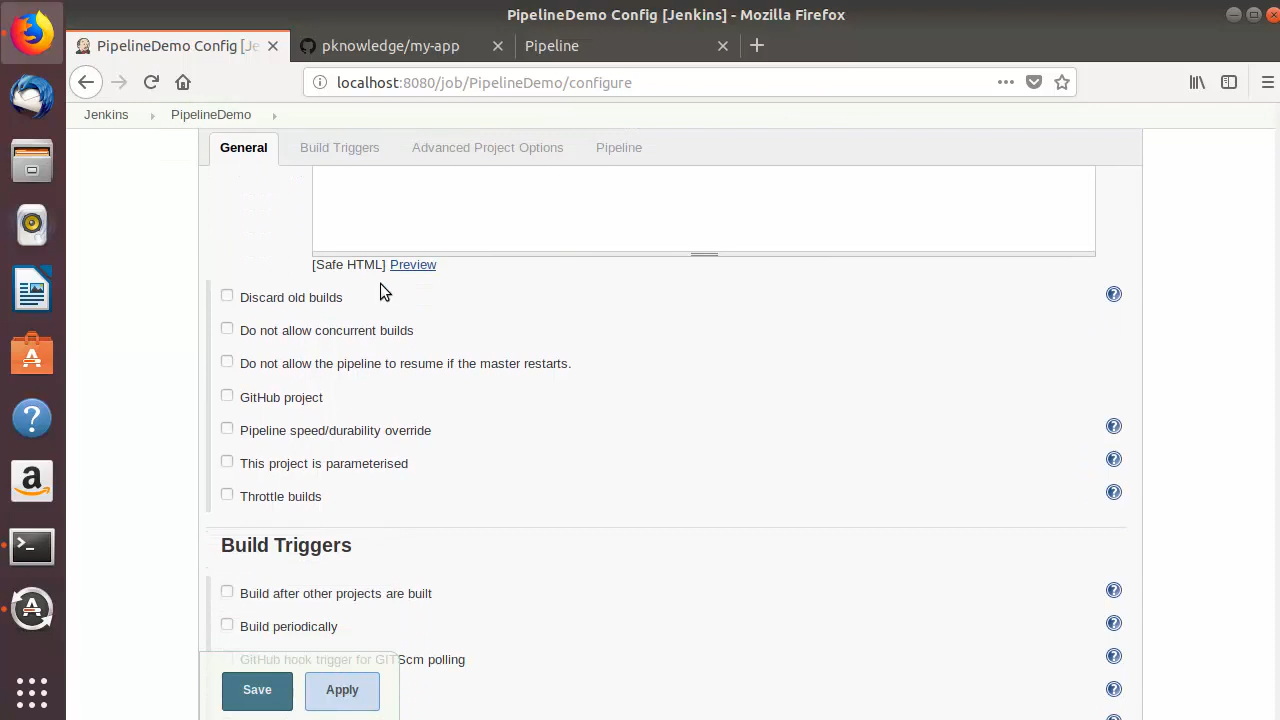 PipelineDemo Config [Jenkins] - Mozilla Firefox
PipelineDemo Config [Je
pknowledge/my-app
Pipeline
localhost:8080/job/PipelineDemo/configure
Jenkins
PipelineDemo
General
Build Triggers
Advanced Project Options
Pipeline
[Safe HTML] Preview
Discard old builds
Do not allow concurrent builds
Do not allow the pipeline to resume if the master restarts.
GitHub project
Pipeline speed/durability override
This project is parameterised
Throttle builds
Build Triggers
Build after other projects are built
Build periodically
GitHub hook trigger for GITScm polling
Save
Apply